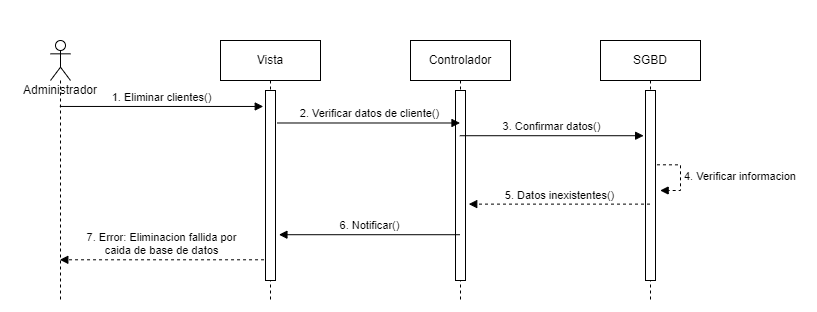 Vista
Controlador
SGBD
Administrador
1. Eliminar clientes()
2. Verificar datos de cliente()
3. Confirmar datos()
4. Verificar informacion
5. Datos inexistentes()
6. Notificar()
7. Error: Eliminacion fallida por
caida de base de datos